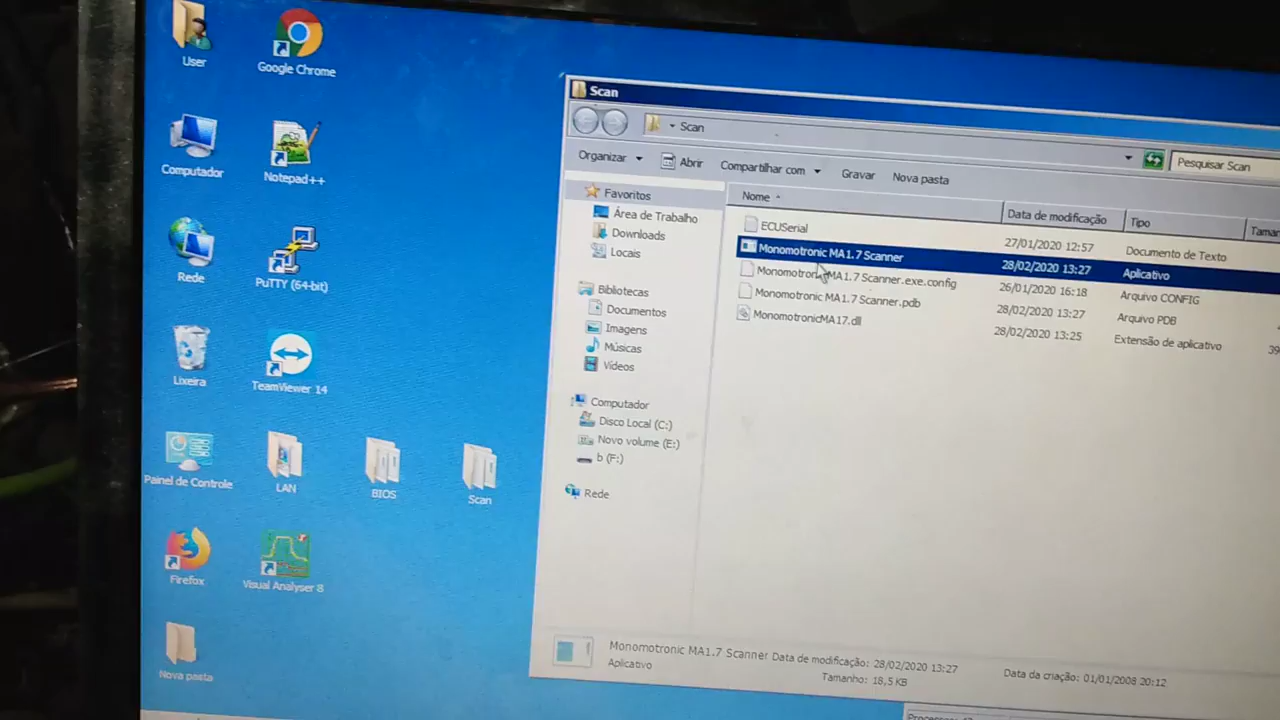 User
Google Chrome
Computador
Notepad++
Rede
PuTTY (64-bit)
Lixeira
TeamViewer 14
Painel de Controle
LAN
BIOS
Scan
Firefox
Visual Analyser 8
Nova pasta
Scan
Scan
Pesquisar Scan
Organizar
Abrir
Compartilhar com
Gravar
Nova pasta
Favoritos
Área de Trabalho
Downloads
Locais
Bibliotecas
Documentos
Imagens
Músicas
Vídeos
Computador
Disco Local (C:)
Novo volume (E:)
b (F:)
Rede
Nome Data de modificação Tipo
ECUSerial 27/01/2020 12:57 Documento de Texto
Monomotronic MA1.7 Scanner 28/02/2020 13:27 Aplicativo
Monomotronic MA1.7 Scanner.exe.config 26/01/2020 16:18 Arquivo CONFIG
Monomotronic MA1.7 Scanner.pdb 28/02/2020 13:27 Arquivo PDB
MonomotronicMA17.dll 28/02/2020 13:25 Extensão de aplicativo
Monomotronic MA1.7 Scanner Data de modificação: 28/02/2020 13:27 Data da criação: 01/01/2008 20:12
Aplicativo Tamanho: 18,5 KB